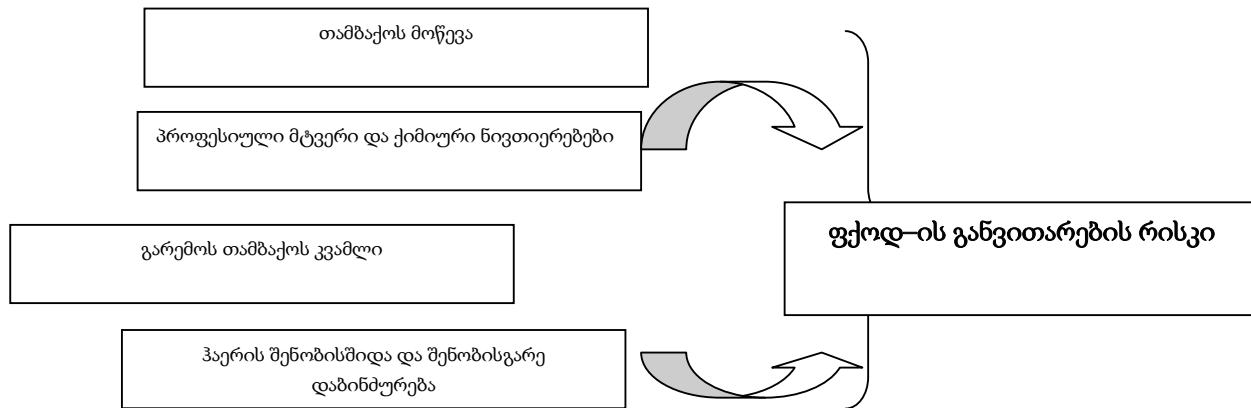 თამბაქოს მოწევა
პროფესიული მტვერი და ქიმიური ნივთიერებები
გარემოს თამბაქოს კვამლი
ჰაერის შენობისშიდა და შენობისგარე
დაბინძურება
ფქოდ–ის განვითარების რისკი